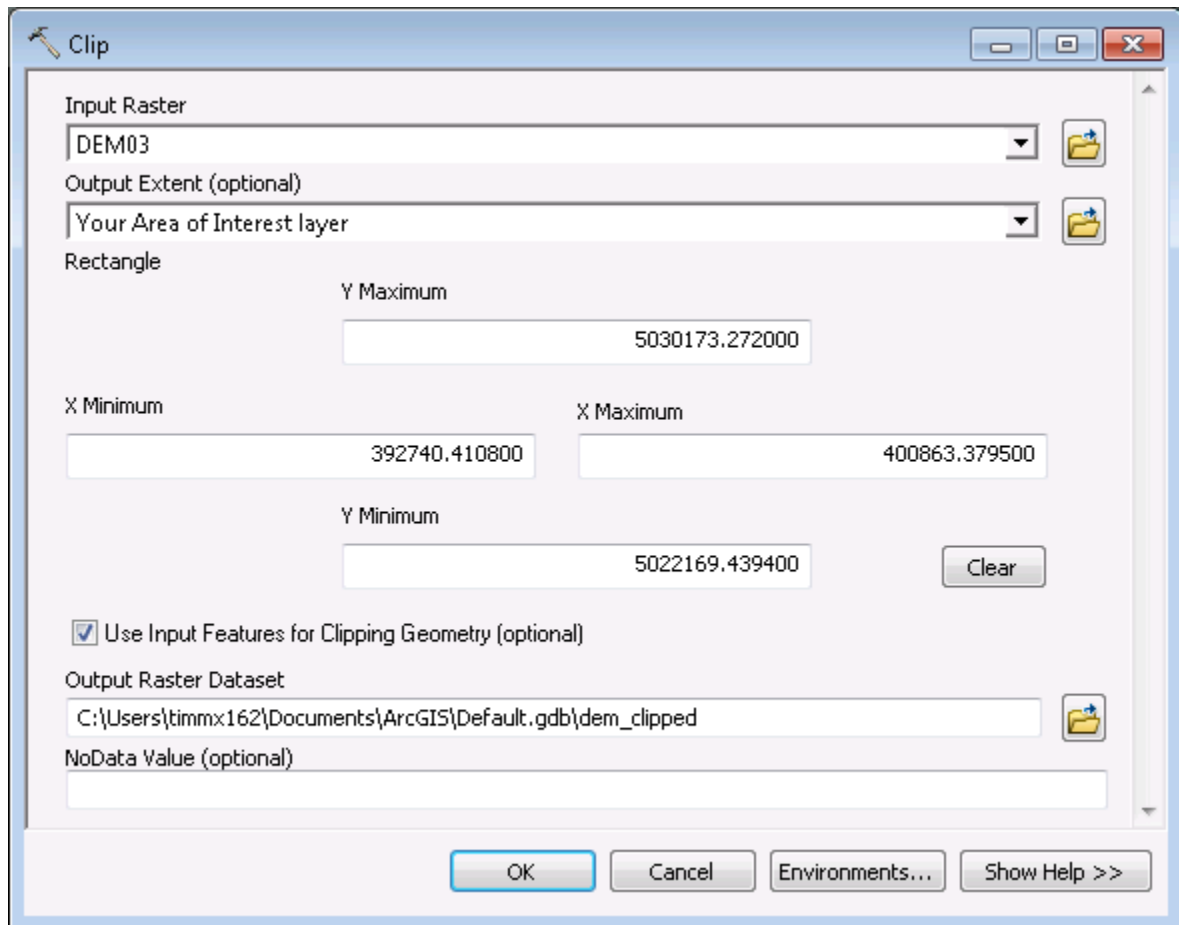 Clip
Input Raster
DEM03
Output Extent (optional)
Your Area of Interest layer
Rectangle
Y Maximum
5030173.272000
X Minimum
X Maximum
392740.410800
400863.379500
Y Minimum
5022169.439400
Clear
Use Input Features for Clipping Geometry (optional)
Output Raster Dataset
C:\Users\timmx162\Documents\ArcGIS\Default.gdb\dem_clipped
NoData Value (optional)
OK
Cancel
Environments...
Show Help >>